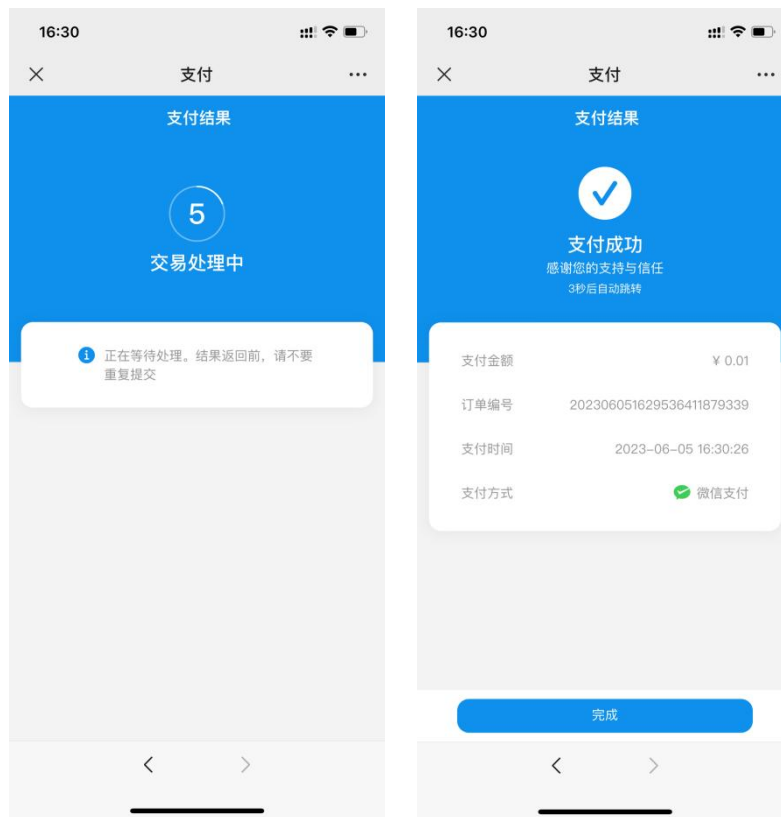 16:30
支付
支付结果
5
交易处理中
正在等待处理。结果返回前，请不要
重复提交
16:30
支付
支付结果
支付成功
感谢您的支持与信任
3秒后自动跳转
支付金额 ¥ 0.01
订单编号 202306051629536411879339
支付时间 2023-06-05 16:30:26
支付方式 微信支付
完成